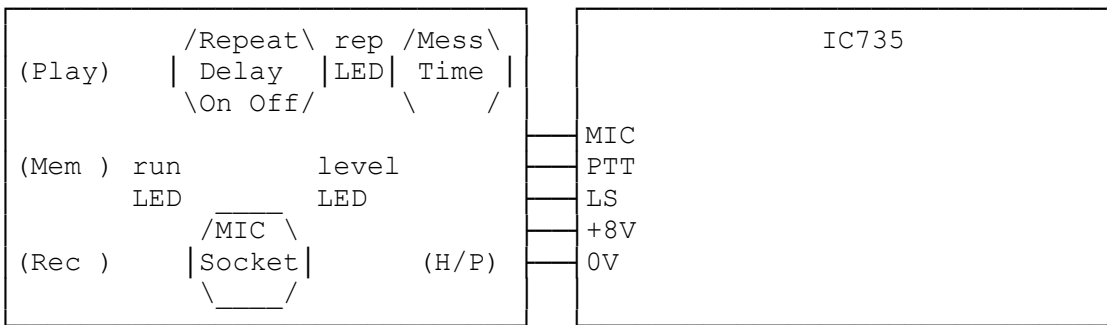 /Repeat\ rep /Mess\ IC735
(Play) | Delay |LED| Time |
\On Off/ \ /
MIC
(Mem ) run level PTT
LED ____ LED LS
/MIC \ +8V
(Rec ) |Socket| (H/P) 0V
\____/